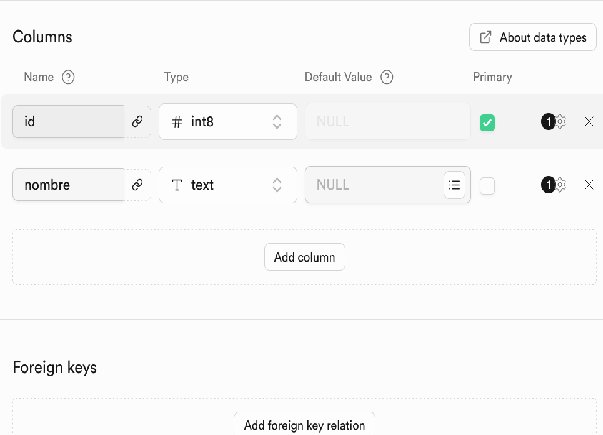 Columns
About data types
Name Type Default Value Primary
id # int8 NULL 1
nombre T text NULL 1
Add column
Foreign keys
Add foreign key relation